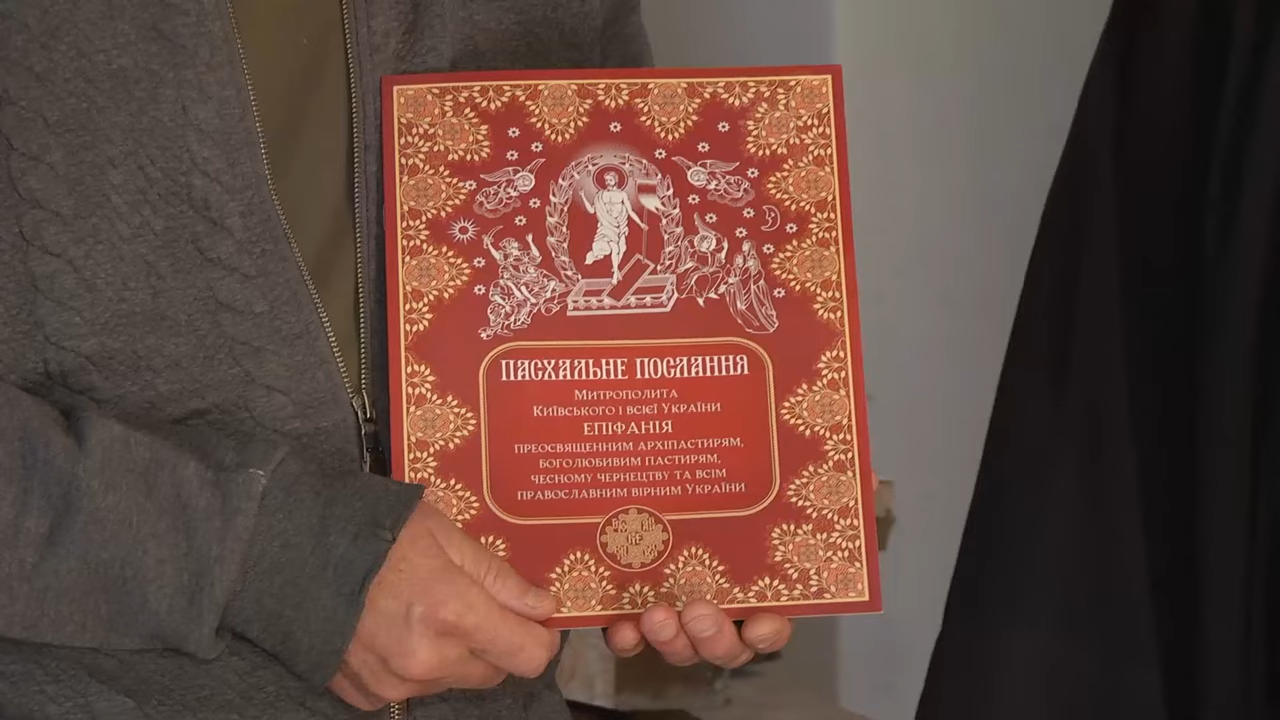 ПАСХАЛЬНЕ ПОСЛАННЯ
Митрополита
Київського і всієї України
ЕПІФАНІЯ
преосвященним архіпастирям,
боголюбивим пастирям,
чесному чернецтву та всім
православним вірним України